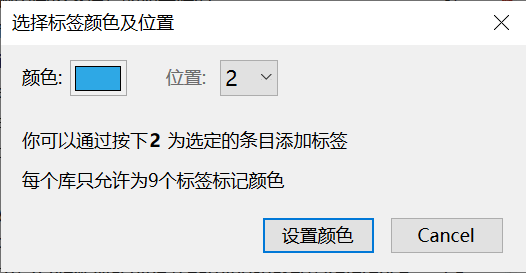 选择标签颜色及位置
颜色: 位置: 2
你可以通过按下2 为选定的条目添加标签
每个库只允许为9个标签标记颜色
设置颜色 Cancel